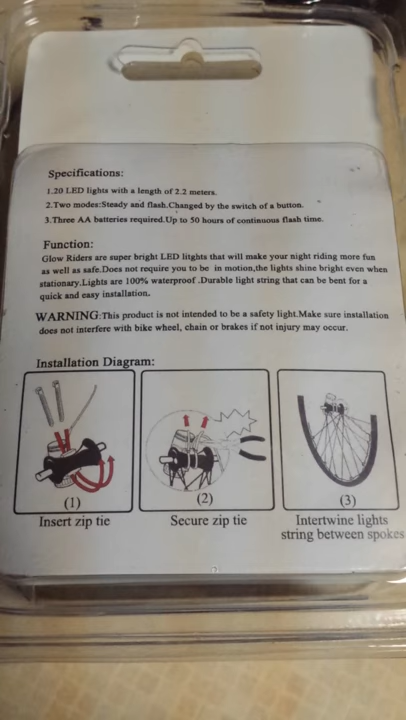 Specifications:
1.20 LED lights with a length of 2.2 meters.
2.Two modes:Steady and flash.Changed by the switch of a button.
3.Three AA batteries required.Up to 50 hours of continuous flash time.
Function:
Glow Riders are super bright LED litghts that will make your night riding more fun
as well as safe.Does not require you to be in motion,the lights shine bright even when
stationary.Lights are 100% waterproof .Durable light string that can be bent for a
quick and easy installation.
WARNING:This product is not intended to be a safety light.Make sure installation
does not interfere with bike wheel, chain or brakes if not injury may occur.
Installation Diagram:
(1)
Insert zip tie
(2)
Secure zip tie
(3)
Intertwine lights
string between spokes